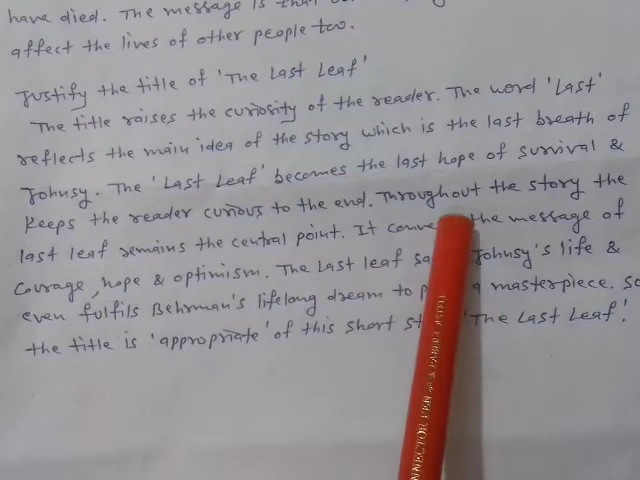 have died. The message is that
affect the lives of other people too.
Justify the title of 'The Last Leaf'
The title raises the curiosity of the reader. The word 'Last'
reflects the main idea of the story which is the last breath of
Johnsy. The 'Last Leaf' becomes the last hope of survival &
keeps the reader curious to the end. Throughout the story the
last leaf remains the central point. It the message of
courage, hope & optimism. The Last leaf Johnsy's life &
even fulfils Behrman's lifelong dream to a masterpiece. So
the title is 'appropriate' of this short 'The Last Leaf'.
CONNECTOR PEN FABER-CASTELL